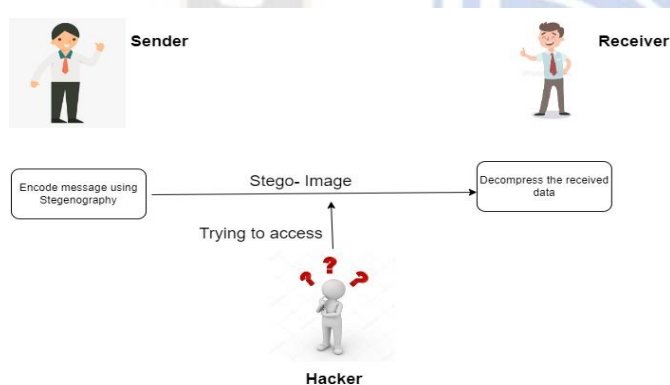 Sender
Receiver
Encode message using
Stegenography
Stego- Image
Decompress the received
data
Trying to access
Hacker